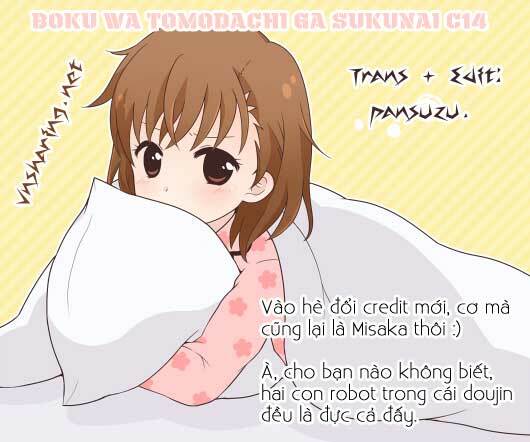 BOKU WA TOMODACHI GA SUKUNAI C14
vnsharing.net
Trans + Edit:
pansuzu.
Vào hè đổi credit mới, cơ mà
cũng lại là Misaka thôi :)
À, cho bạn nào không biết,
hai con robot trong cái doujin
đều là đực cả đấy.